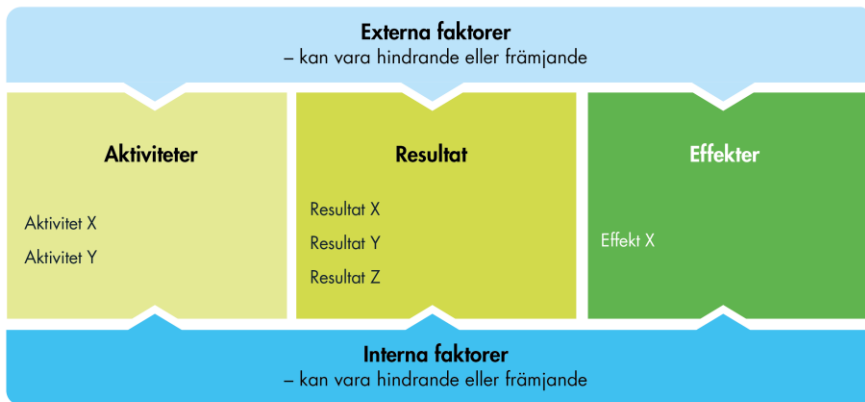 Externa faktorer
– kan vara hindrande eller främjande
Aktiviteter
Aktivitet X
Aktivitet Y
Resultat
Resultat X
Resultat Y
Resultat Z
Effekter
Effekt X
Interna faktorer
– kan vara hindrande eller främjande